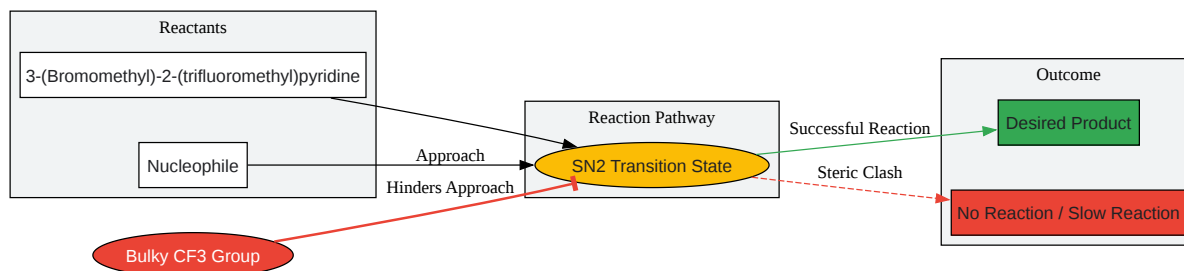 Reactants
3-(Bromomethyl)-2-(trifluoromethyl)pyridine
Nucleophile
Bulky CF3 Group
Approach
Hinders Approach
Reaction Pathway
SN2 Transition State
Successful Reaction
Steric Clash
Outcome
Desired Product
No Reaction / Slow Reaction